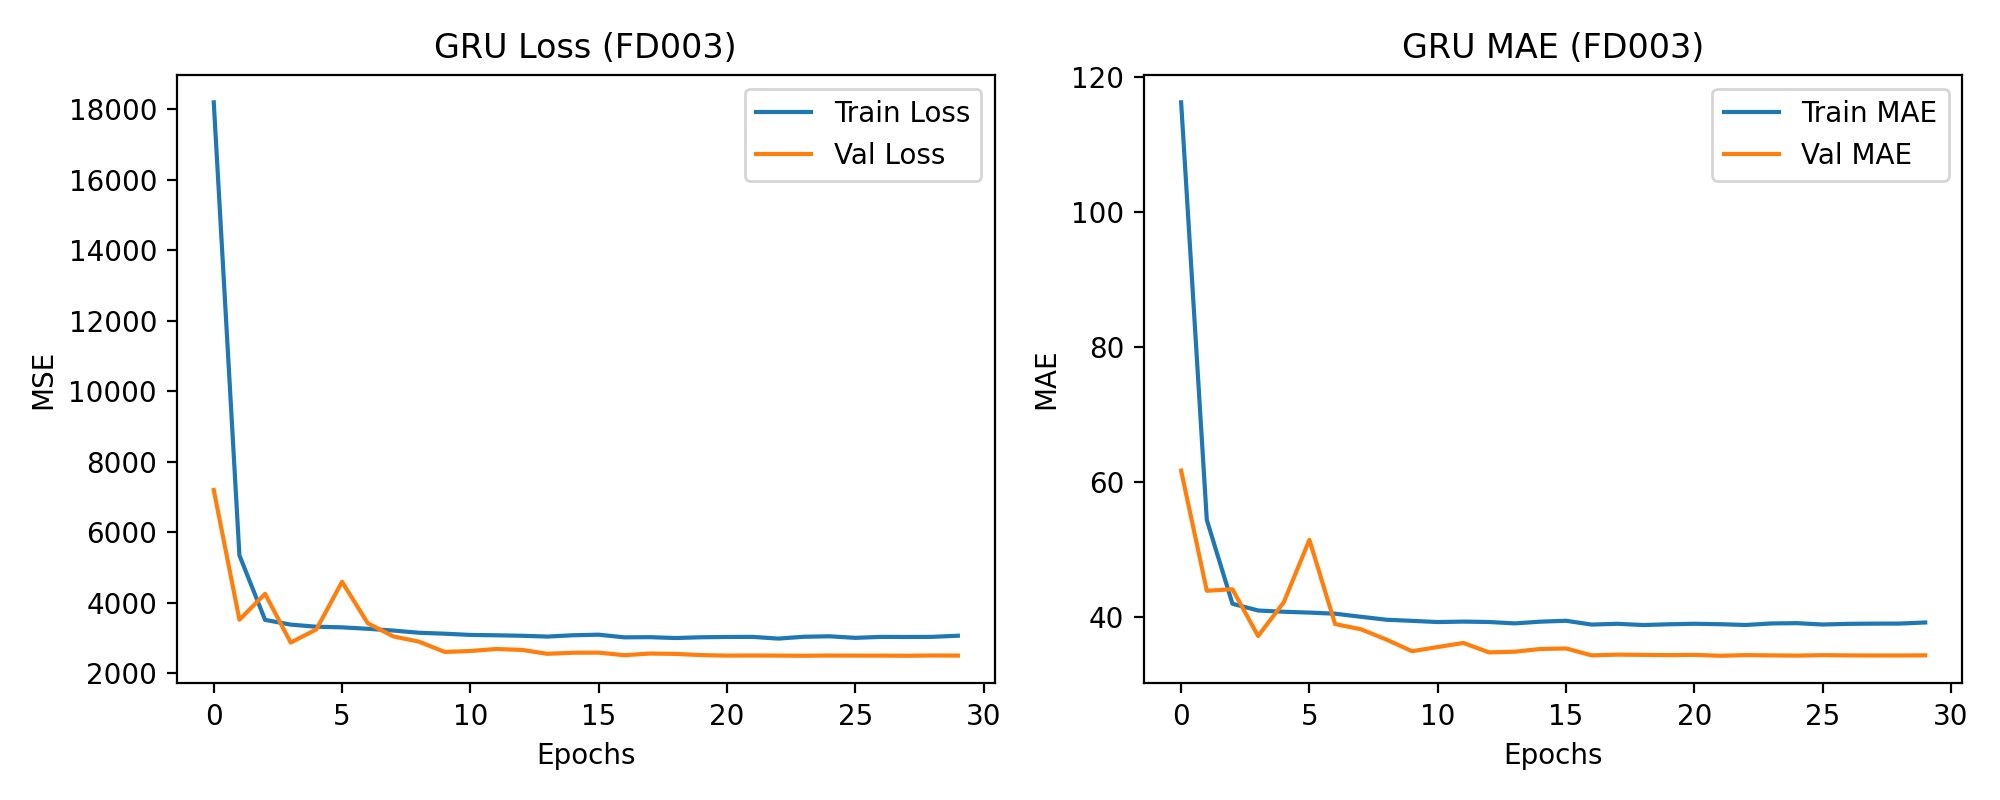 GRU Loss (FD003)
18000
16000
14000
12000
10000
8000
6000
4000
2000
MSE
0 5 10 15 20 25 30
Epochs
Train Loss
Val Loss
GRU MAE (FD003)
120
100
80
60
40
MAE
0 5 10 15 20 25 30
Epochs
Train MAE
Val MAE